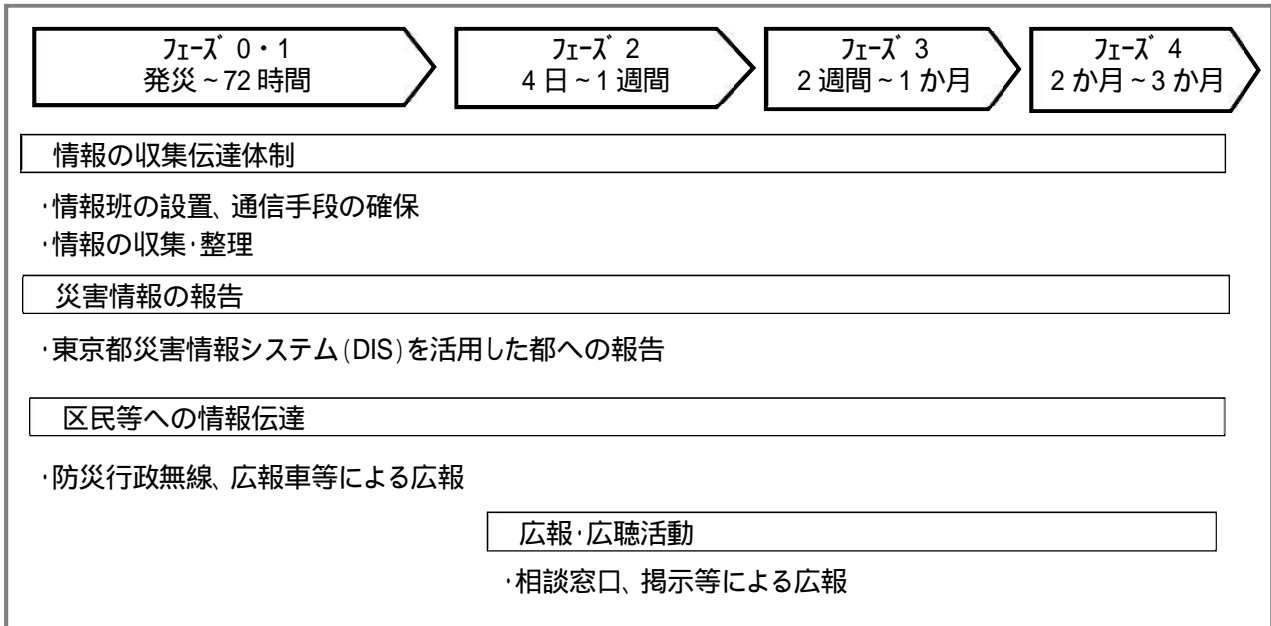 フェーズ 0・1
発災~72時間
フェーズ 2
4日~1週間
フェーズ 3
2週間~1か月
フェーズ 4
2か月~3か月
情報の収集伝達体制
・情報班の設置、通信手段の確保
・情報の収集・整理
災害情報の報告
・東京都災害情報システム(DIS)を活用した都への報告
区民等への情報伝達
・防災行政無線、広報車等による広報
広報・広聴活動
・相談窓口、掲示等による広報